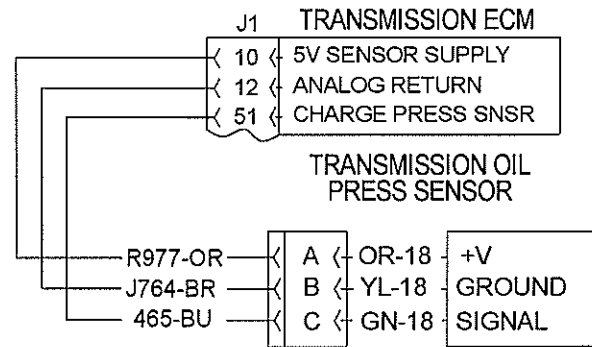 J1 TRANSMISSION ECM
10 5V SENSOR SUPPLY
12 ANALOG RETURN
51 CHARGE PRESS SNSR
TRANSMISSION OIL
PRESS SENSOR
R977-OR A OR-18 +V
J764-BR B YL-18 GROUND
465-BU C GN-18 SIGNAL